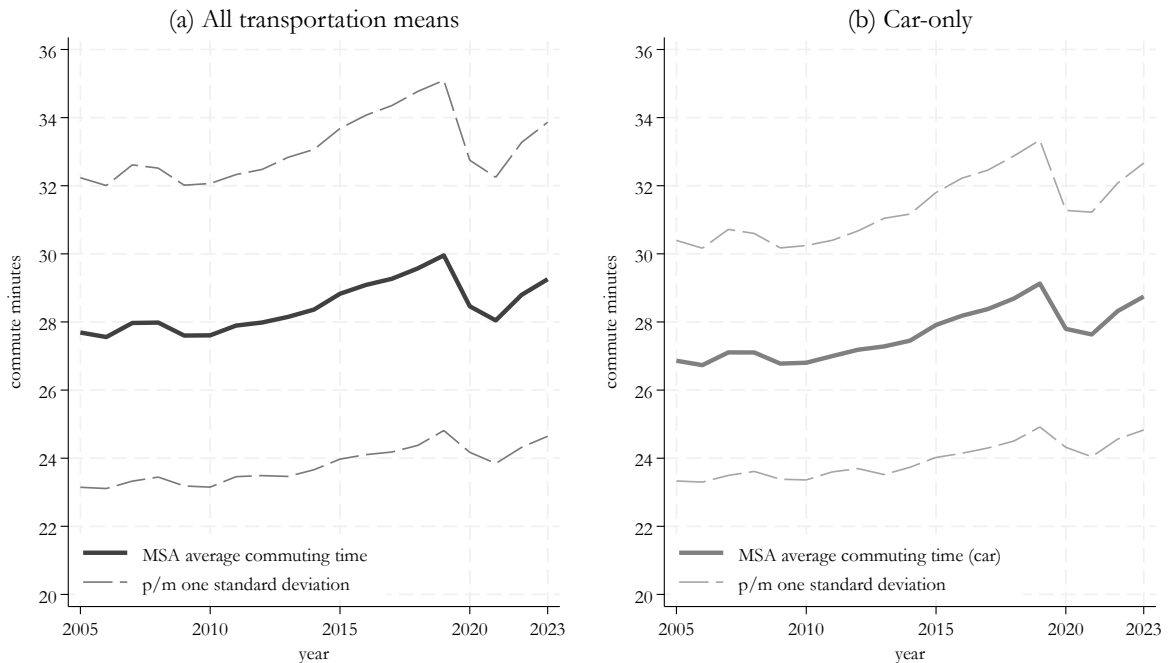 (a) All transportation means
36
34
32
30
28
26
24
22
20
commute minutes
MSA average commuting time
p/m one standard deviation
2005
2010
2015
2020
2023
year
(b) Car-only
36
34
32
30
28
26
24
22
20
commute minutes
MSA average commuting time (car)
p/m one standard deviation
2005
2010
2015
2020
2023
year